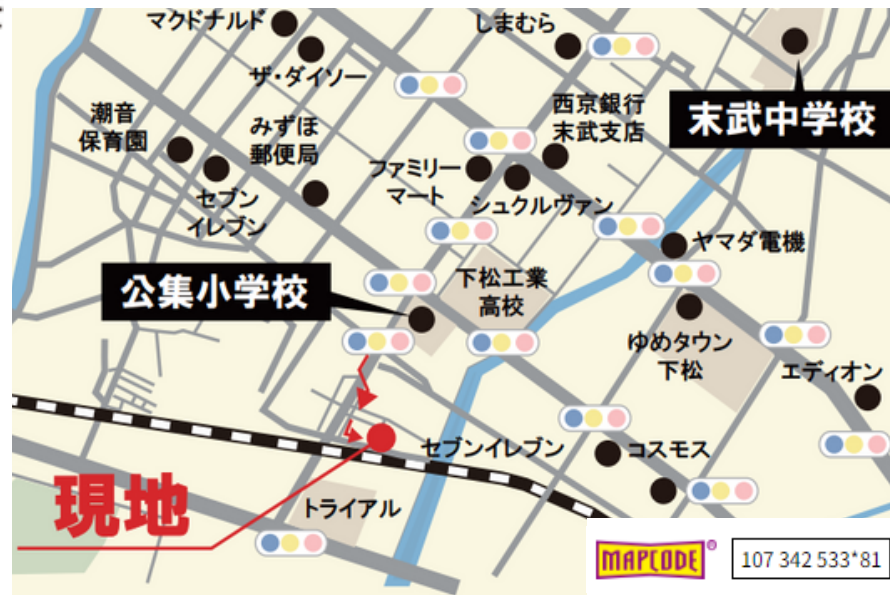 マクドナルド
しまむら
ザ・ダイソー
西京銀行
末武支店
末武中学校
潮音
保育園
みずほ
郵便局
ファミリー
マート
セブン
イレブン
シュクルヴァン
ヤマダ電機
公集小学校
下松工業
高校
ゆめタウン
下松
エディオン
セブンイレブン
コスモス
現地
トライアル
MAPCODE®
107 342 533*81